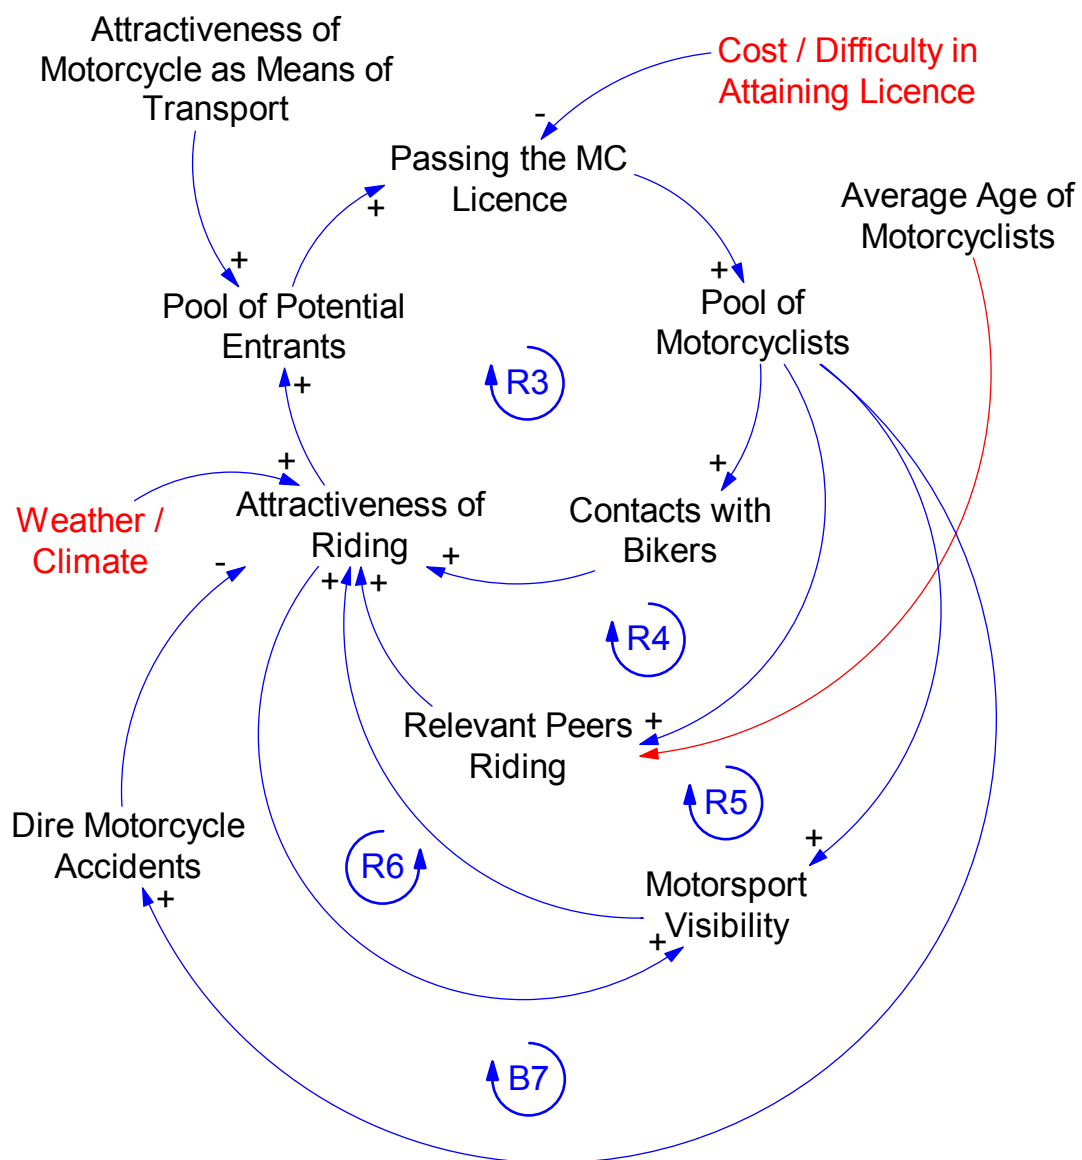 Attractiveness of
Motorcycle as Means of
Transport
Cost / Difficulty in
Attaining Licence
-
Passing the MC
Licence
+
Average Age of
Motorcyclists
+
Pool of Potential
Entrants
+
+
Pool of
Motorcyclists
R3
+
Weather /
Climate
+
Attractiveness of
Riding
-
+
+
+
Contacts with
Bikers
+
R4
Relevant Peers
Riding
+
R5
Dire Motorcycle
Accidents
+
R6
+
Motorsport
Visibility
+
B7